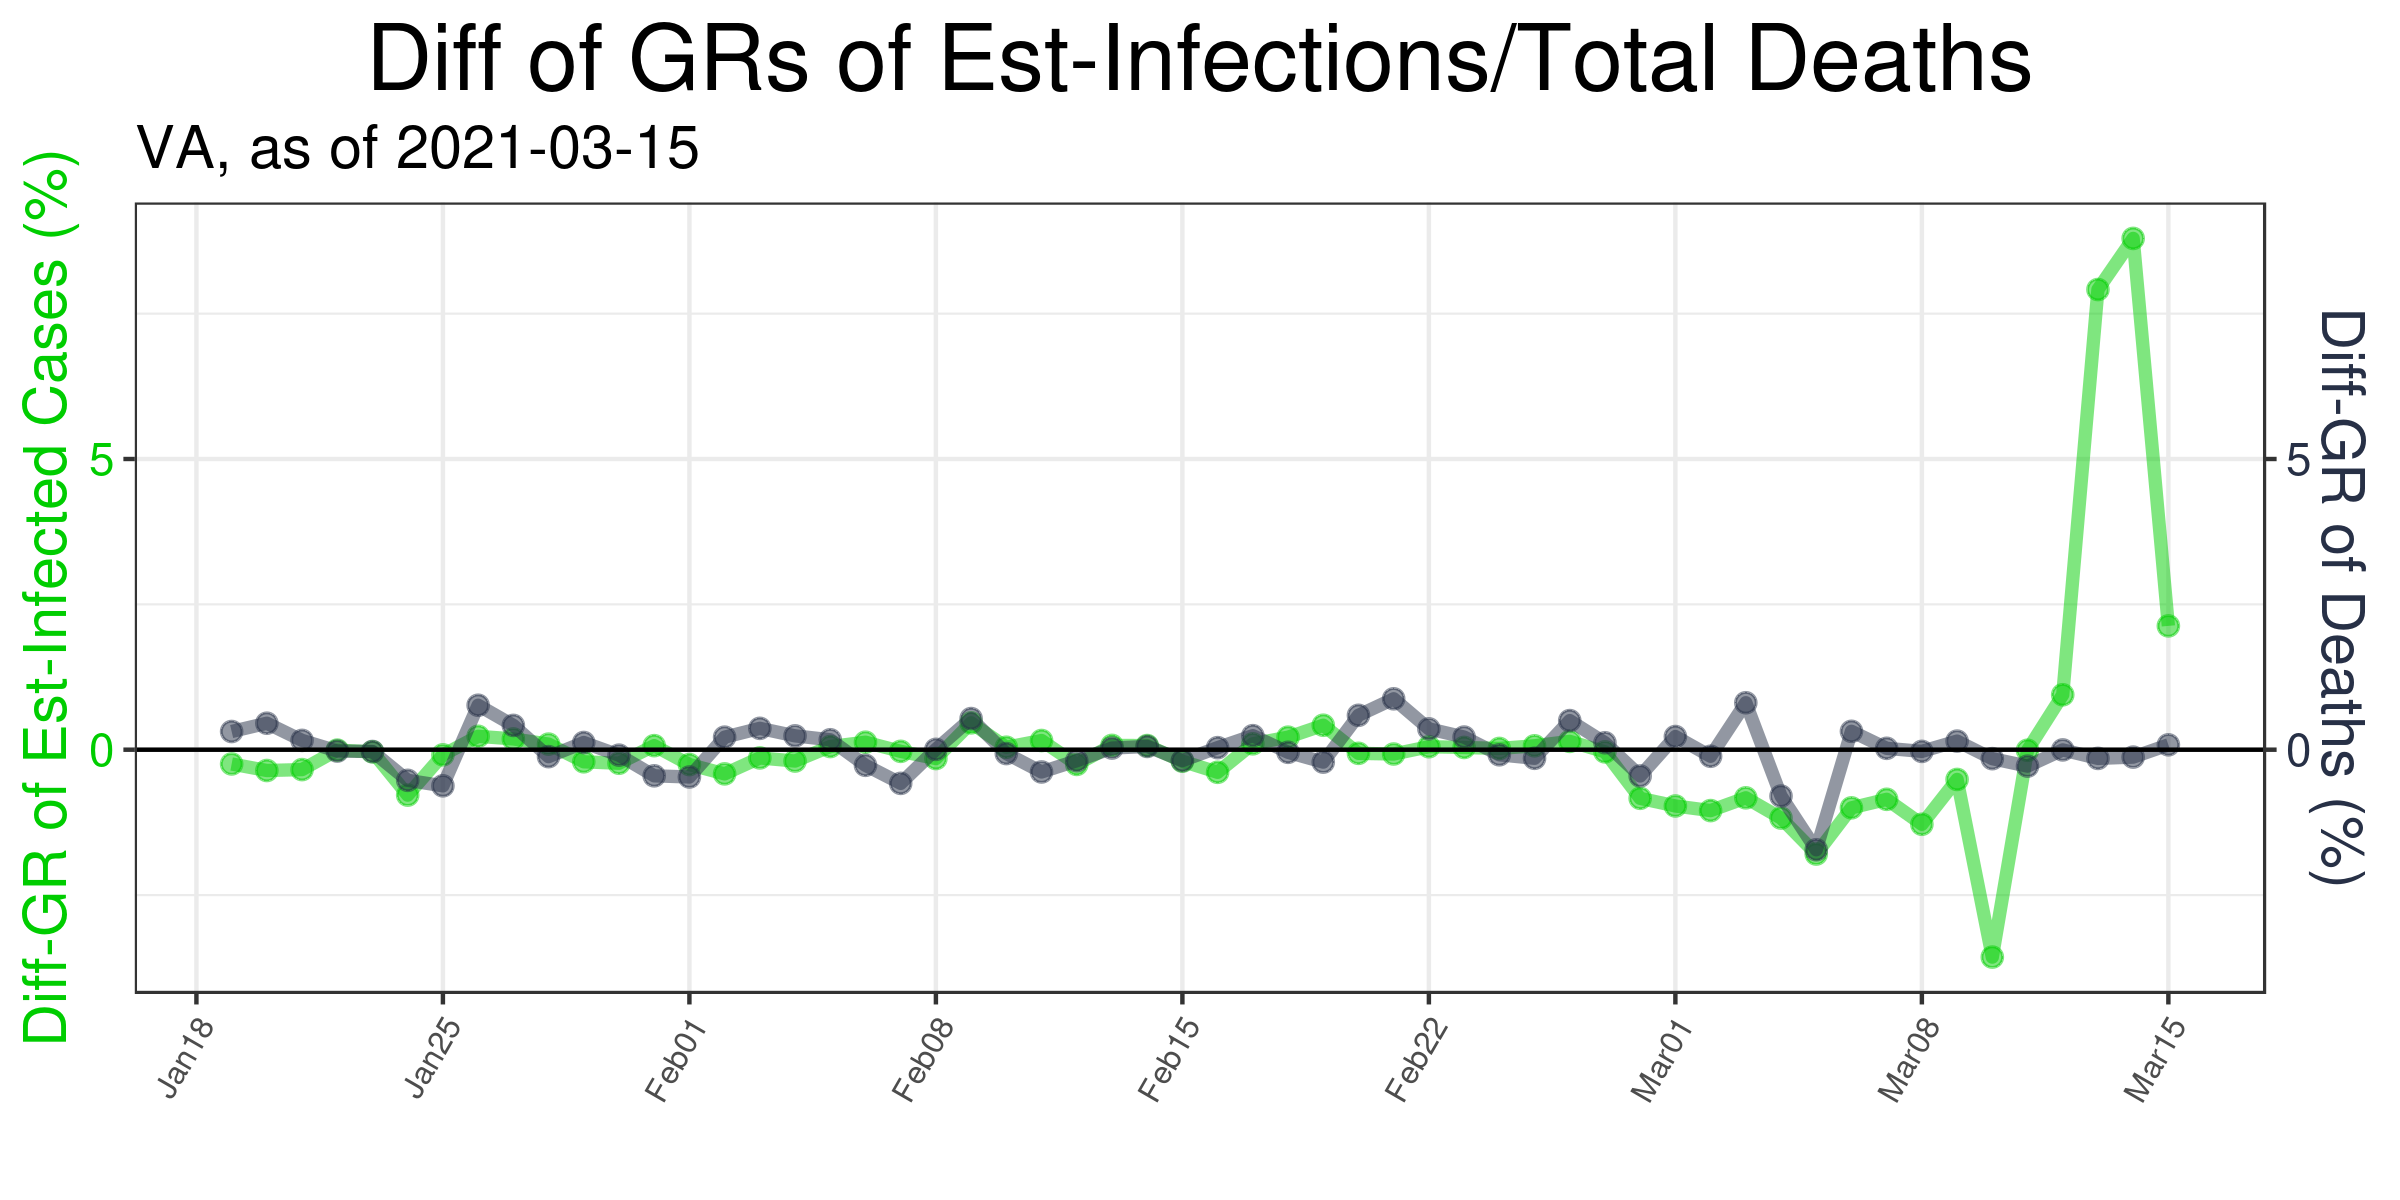 Diff of GRs of Est-Infections/Total Deaths
VA, as of 2021-03-15
Diff-GR of Est-Infected Cases (%)
5
0
5
0
Diff-GR of Deaths (%)
Jan18
Jan25
Feb01
Feb08
Feb15
Feb22
Mar01
Mar08
Mar15